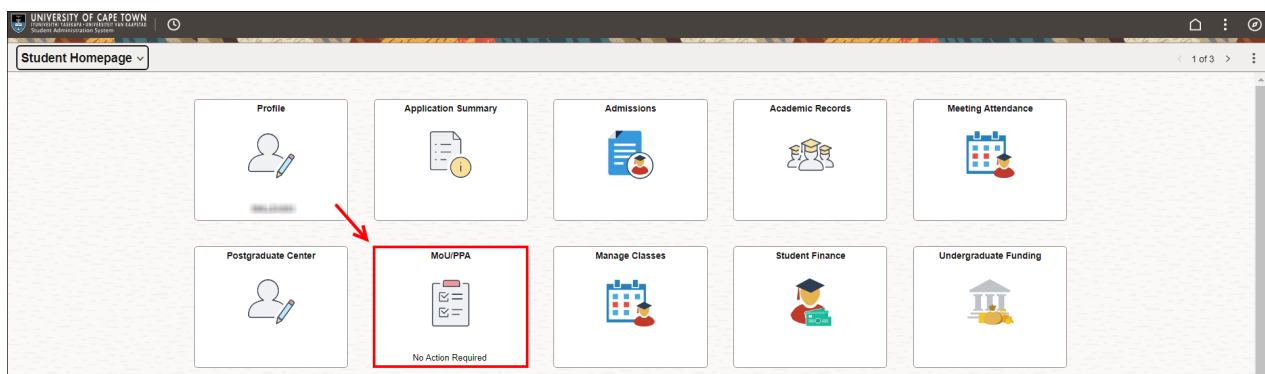 UNIVERSITY OF CAPE TOWN
IYUNIVESITHI YASEKAPA • UNIVERSITEIT VAN KAAPSTAD
Student Administration System
Student Homepage
1 of 3
Profile
Application Summary
Admissions
Academic Records
Meeting Attendance
Postgraduate Center
MoU/PPA
Manage Classes
Student Finance
Undergraduate Funding
No Action Required